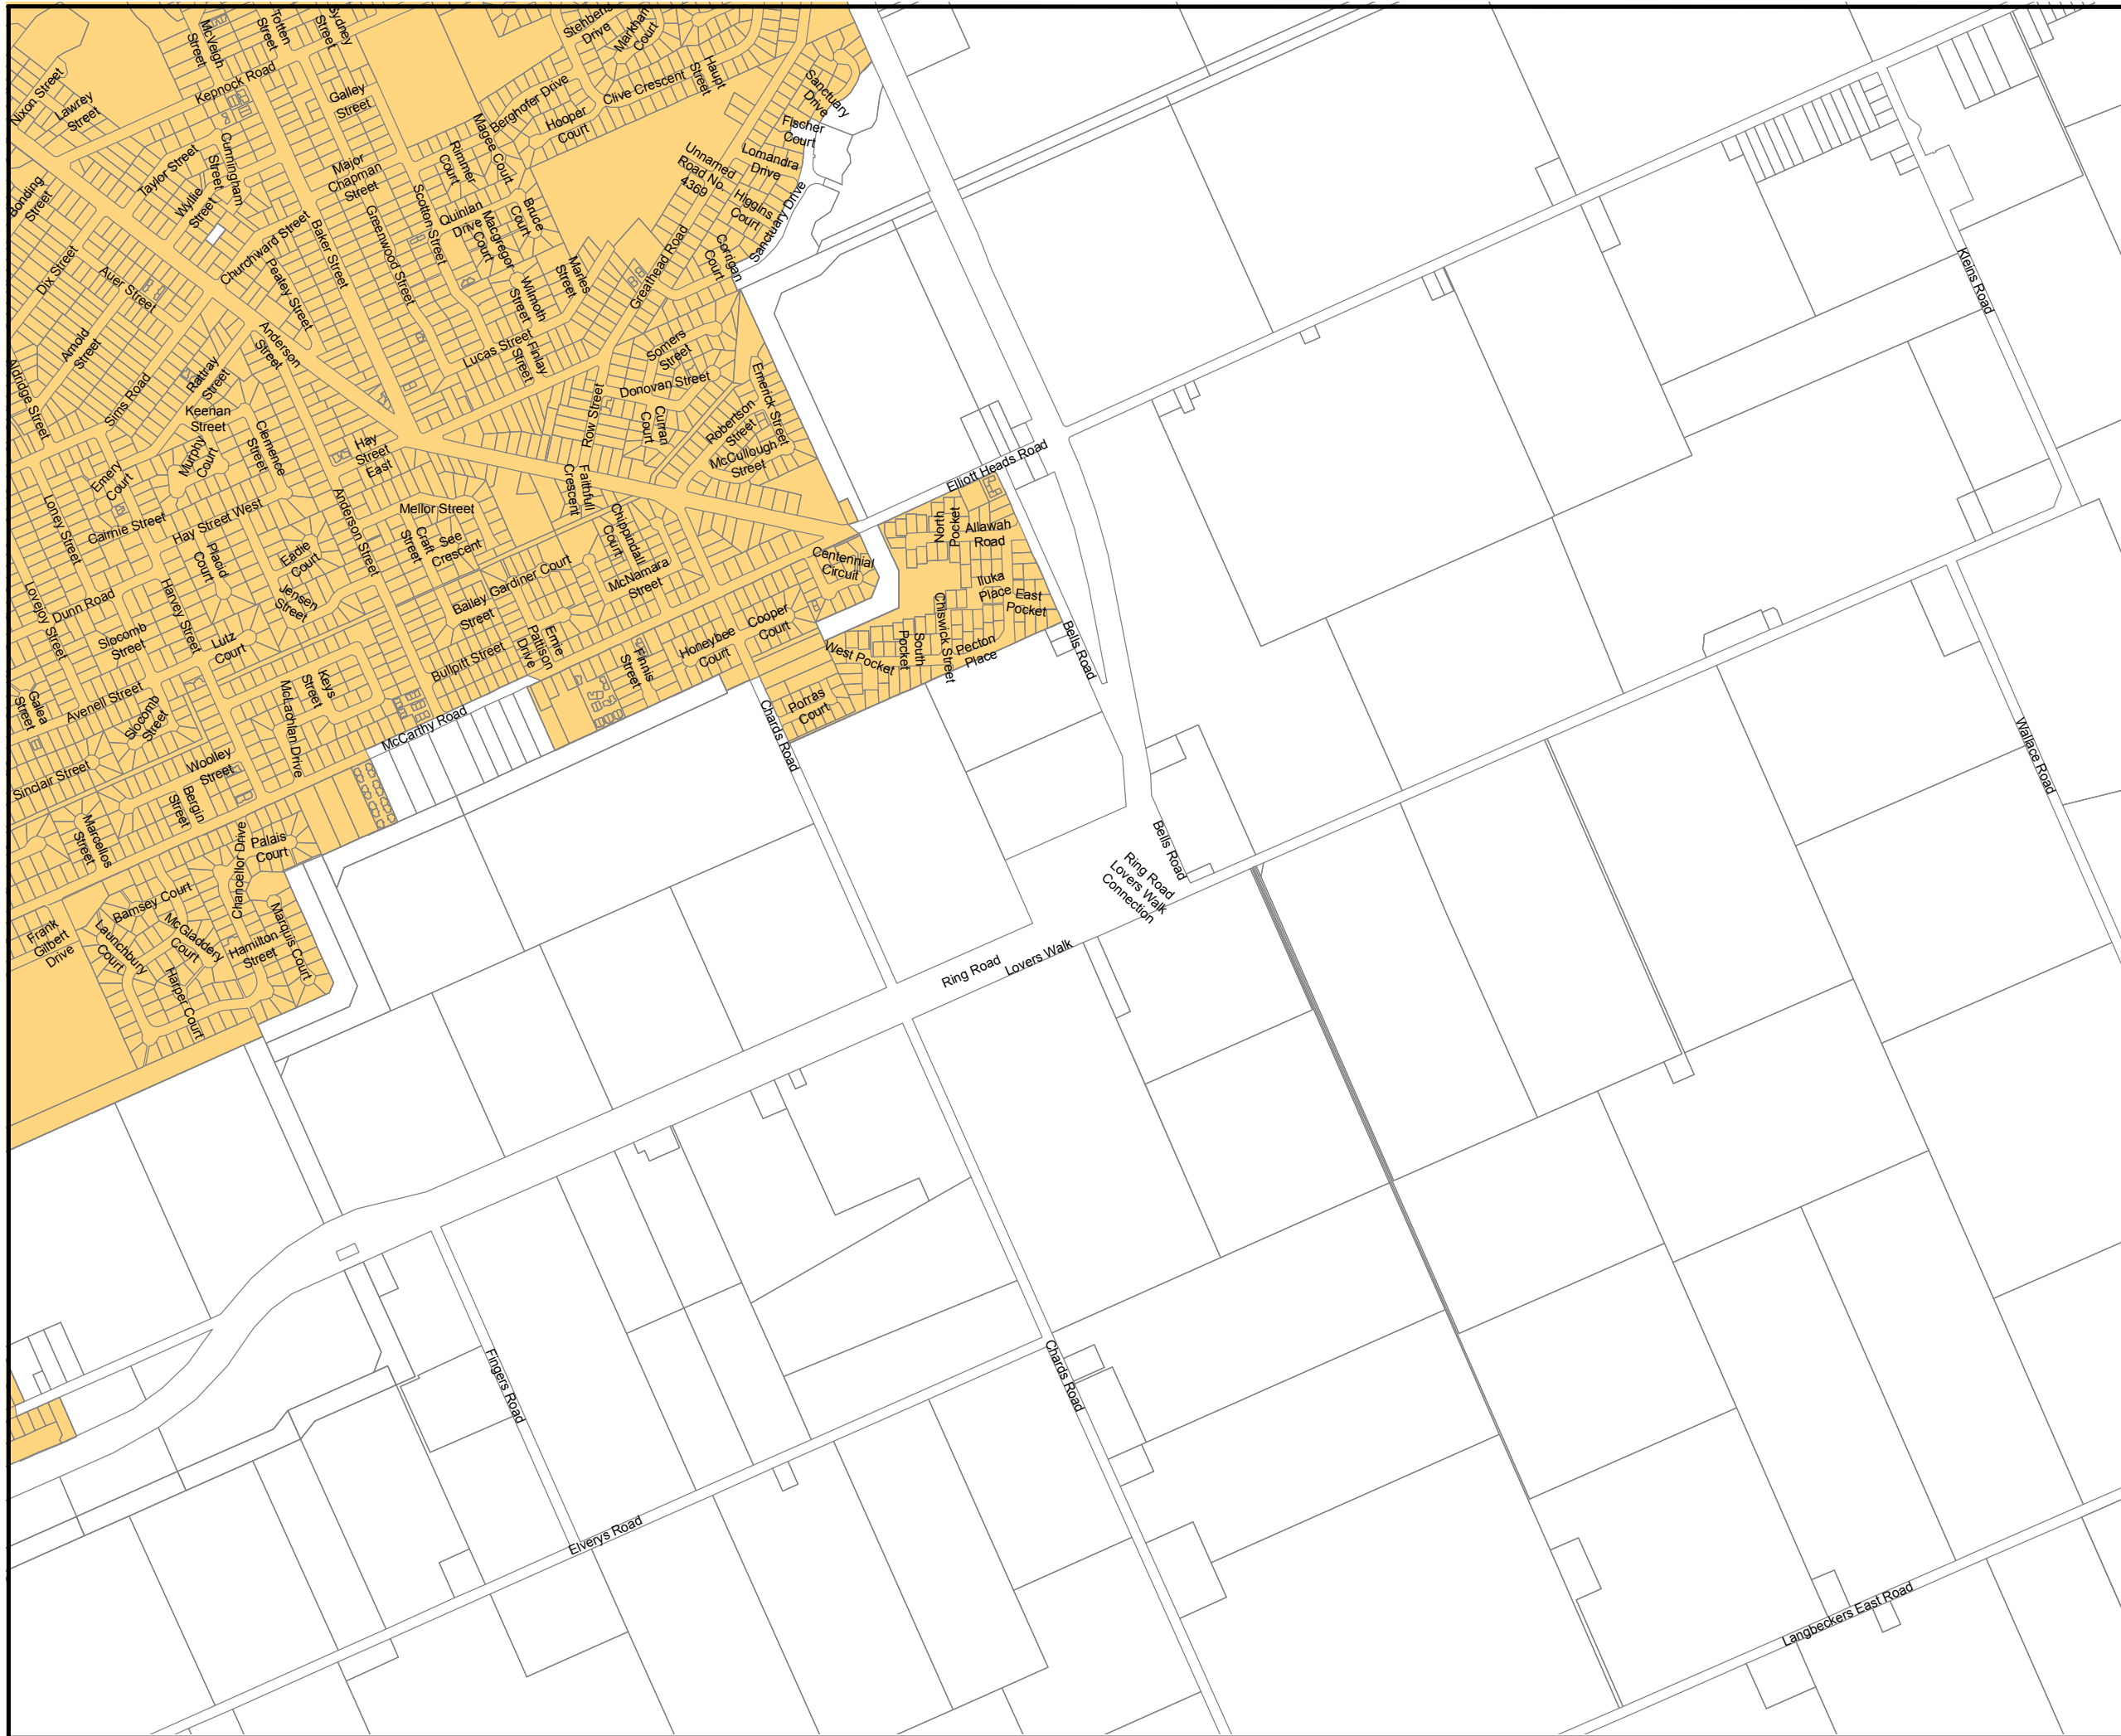 McVeigh
Street
Totten
Street
Sydney
Street
Stehbens
Drive
Markham
Court
Nixon Street
Lawrey
Street
Kepnock Road
Galley
Street
Berghofer Drive
Clive Crescent
Haupt
Street
Sanctuary
Drive
Hooper
Court
Fischer
Court
Magee Court
Rimmer
Court
Cunningham
Street
Taylor Street
Wyllie
Street
Major
Chapman
Street
Unnamed
Road No.
4369
Lomandra
Drive
Higgins
Court
Sanctuary Drive
Bonding
Street
Scotton Street
Quinlan
Drive
Bruce
Court
Macgregor
Court
Greenwood Street
Baker Street
Churchward Street
Peatey Street
Corrigan
Court
Greathead Road
Dix Street
Auer Street
Marles
Street
Wilmoth
Street
Kleins Road
Arnold
Street
Anderson
Street
Lucas Street
Finlay
Street
Somers
Street
Donovan Street
Emerick Street
Aldridge Street
Sims Road
Rattray
Street
Keenan
Street
Row Street
Curran
Court
Robertson
Street
McCullough
Street
Clemence
Street
Murphy
Court
Hay
Street
East
Emery
Court
Elliott Heads Road
Faithfull
Crescent
Loney Street
Cairnie Street
Hay Street West
Anderson Street
Mellor Street
Chippindall
Court
North
Pocket
Allawah
Road
Craft
Street
See
Crescent
Eadie
Court
Placid
Court
Centennial
Circuit
Gardiner Court
McNamara
Street
Iluka
Place
East
Pocket
Lovejoy Street
Dunn Road
Harvey Street
Jensen
Street
Bailey
Street
Cooper
Court
Chiswick Street
Slocomb
Street
Lutz
Court
Ernie
Pattison
Drive
Honeybee
Court
South
Pocket
Pecton
Place
Bells Road
Bullpitt Street
Finnis
Street
West Pocket
Galea
Street
Avenell Street
Slocomb
Street
Keys
Street
McLachlan Drive
Porras
Court
McCarthy Road
Chards Road
Wallace Road
Sinclair Street
Woolley
Street
Bergin
Street
Marcellos
Street
Chancellor Drive
Palais
Court
Bells Road
Ring Road
Lovers Walk
Connection
Bamsey Court
Frank
Gilbert
Drive
Launchbury
Court
McGladdery
Court
Hamilton
Street
Marquis Court
Harper Court
Ring Road
Lovers Walk
Fingers Road
Chards Road
Elverys Road
Langbeckers East Road